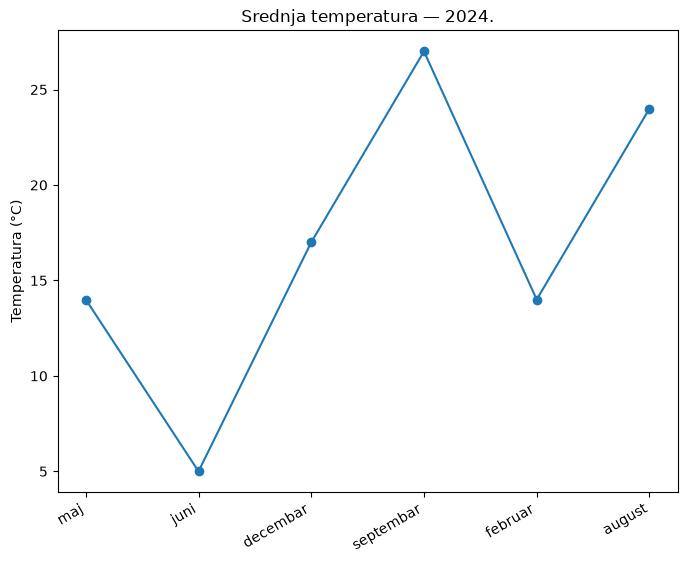 Srednja temperatura — 2024.
Temperatura (°C)
25
20
15
10
5
maj
juni
decembar
septembar
februar
august